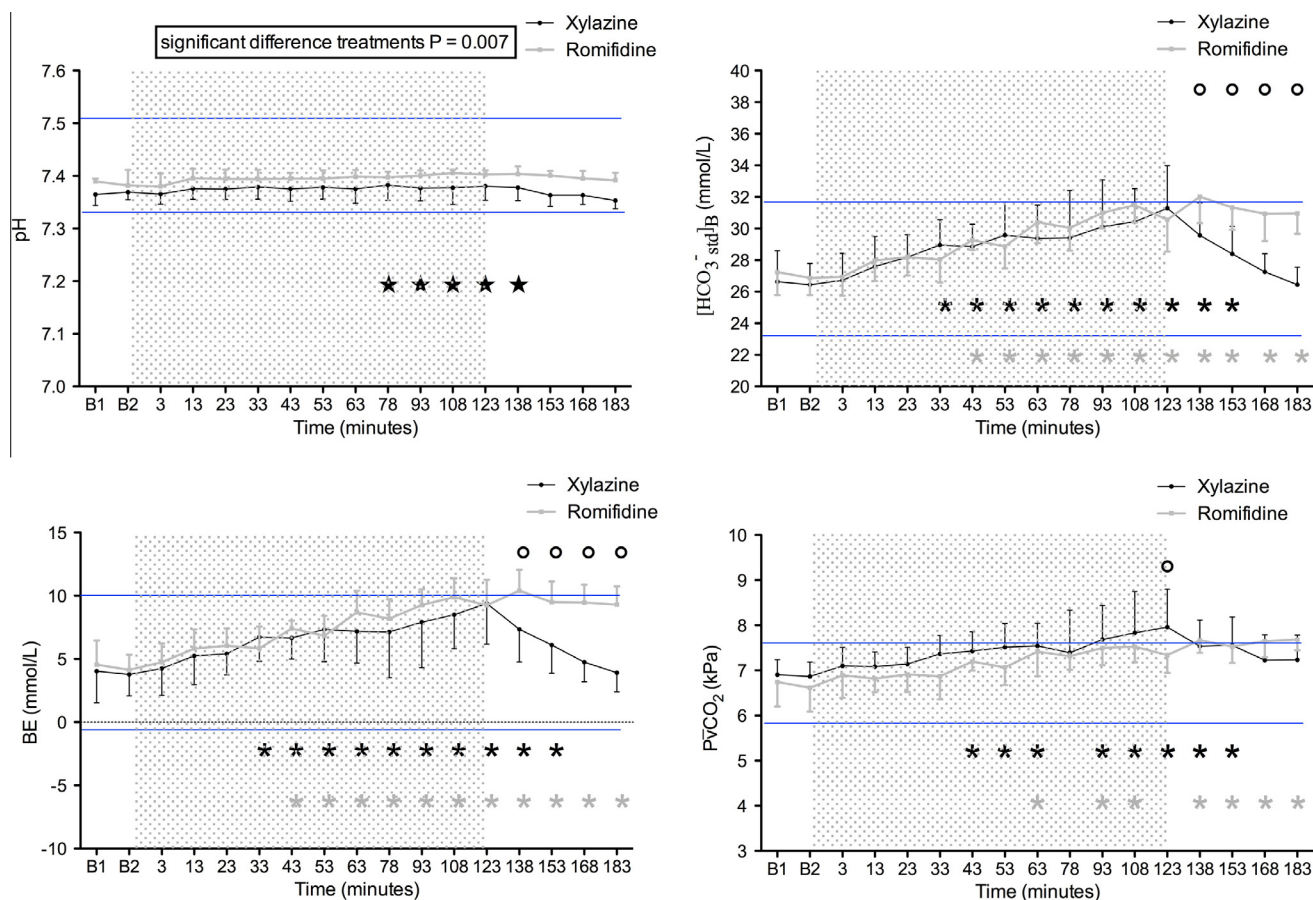 Xylazine
Romifidine
significant difference treatments P = 0.007
7.6
7.5
7.4
7.3
7.2
7.1
7.0
pH
B1 B2 3 13 23 33 43 53 63 78 93 108 123 138 153 168 183
Time (minutes)
Xylazine
Romifidine
40
38
36
34
32
30
28
26
24
22
20
[HCO3⁻ std]B (mmol/L)
B1 B2 3 13 23 33 43 53 63 78 93 108 123 138 153 168 183
Time (minutes)
Xylazine
Romifidine
15
10
5
0
-5
-10
BE (mmol/L)
B1 B2 3 13 23 33 43 53 63 78 93 108 123 138 153 168 183
Time (minutes)
Xylazine
Romifidine
10
9
8
7
6
5
4
3
Pv̄CO₂ (kPa)
B1 B2 3 13 23 33 43 53 63 78 93 108 123 138 153 168 183
Time (minutes)